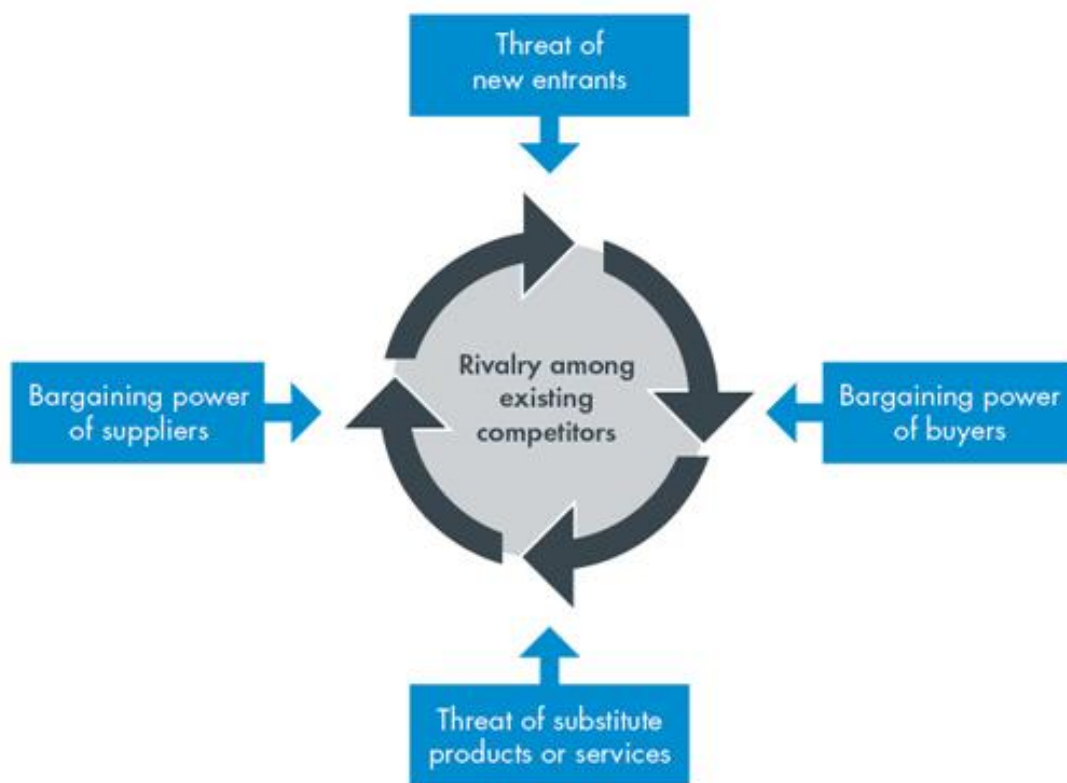 Threat of
new entrants
Bargaining power
of suppliers
Rivalry among
existing
competitors
Bargaining power
of buyers
Threat of substitute
products or services